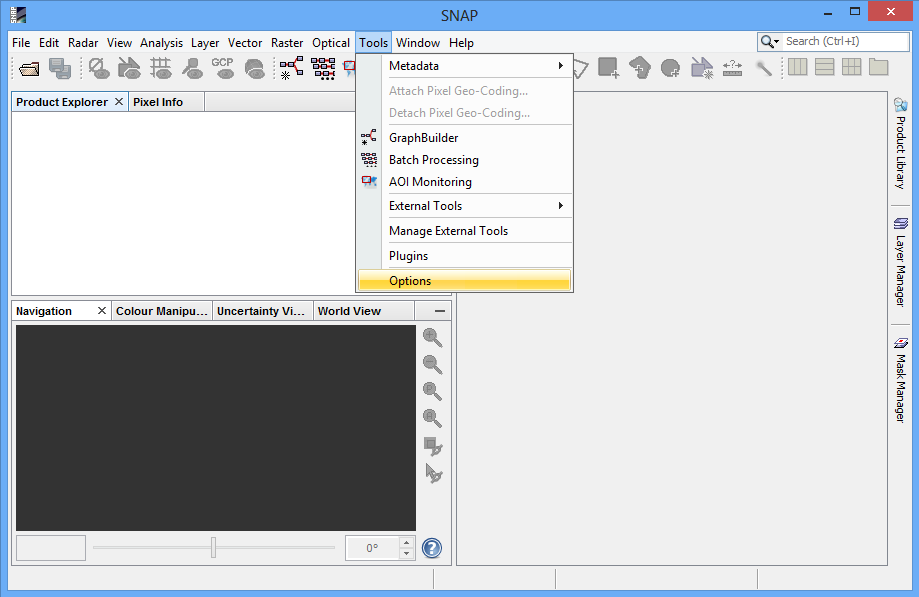 SNAP
SNAP
File Edit Radar View Analysis Layer Vector Raster Optical Tools Window Help
Search (Ctrl+I)
GCP
Metadata
Attach Pixel Geo-Coding...
Detach Pixel Geo-Coding...
GraphBuilder
Batch Processing
AOI Monitoring
External Tools
Manage External Tools
Plugins
Options
Product Explorer Pixel Info
Product Library
Layer Manager
Mask Manager
Navigation Colour Manipu... Uncertainty Vi... World View
0°